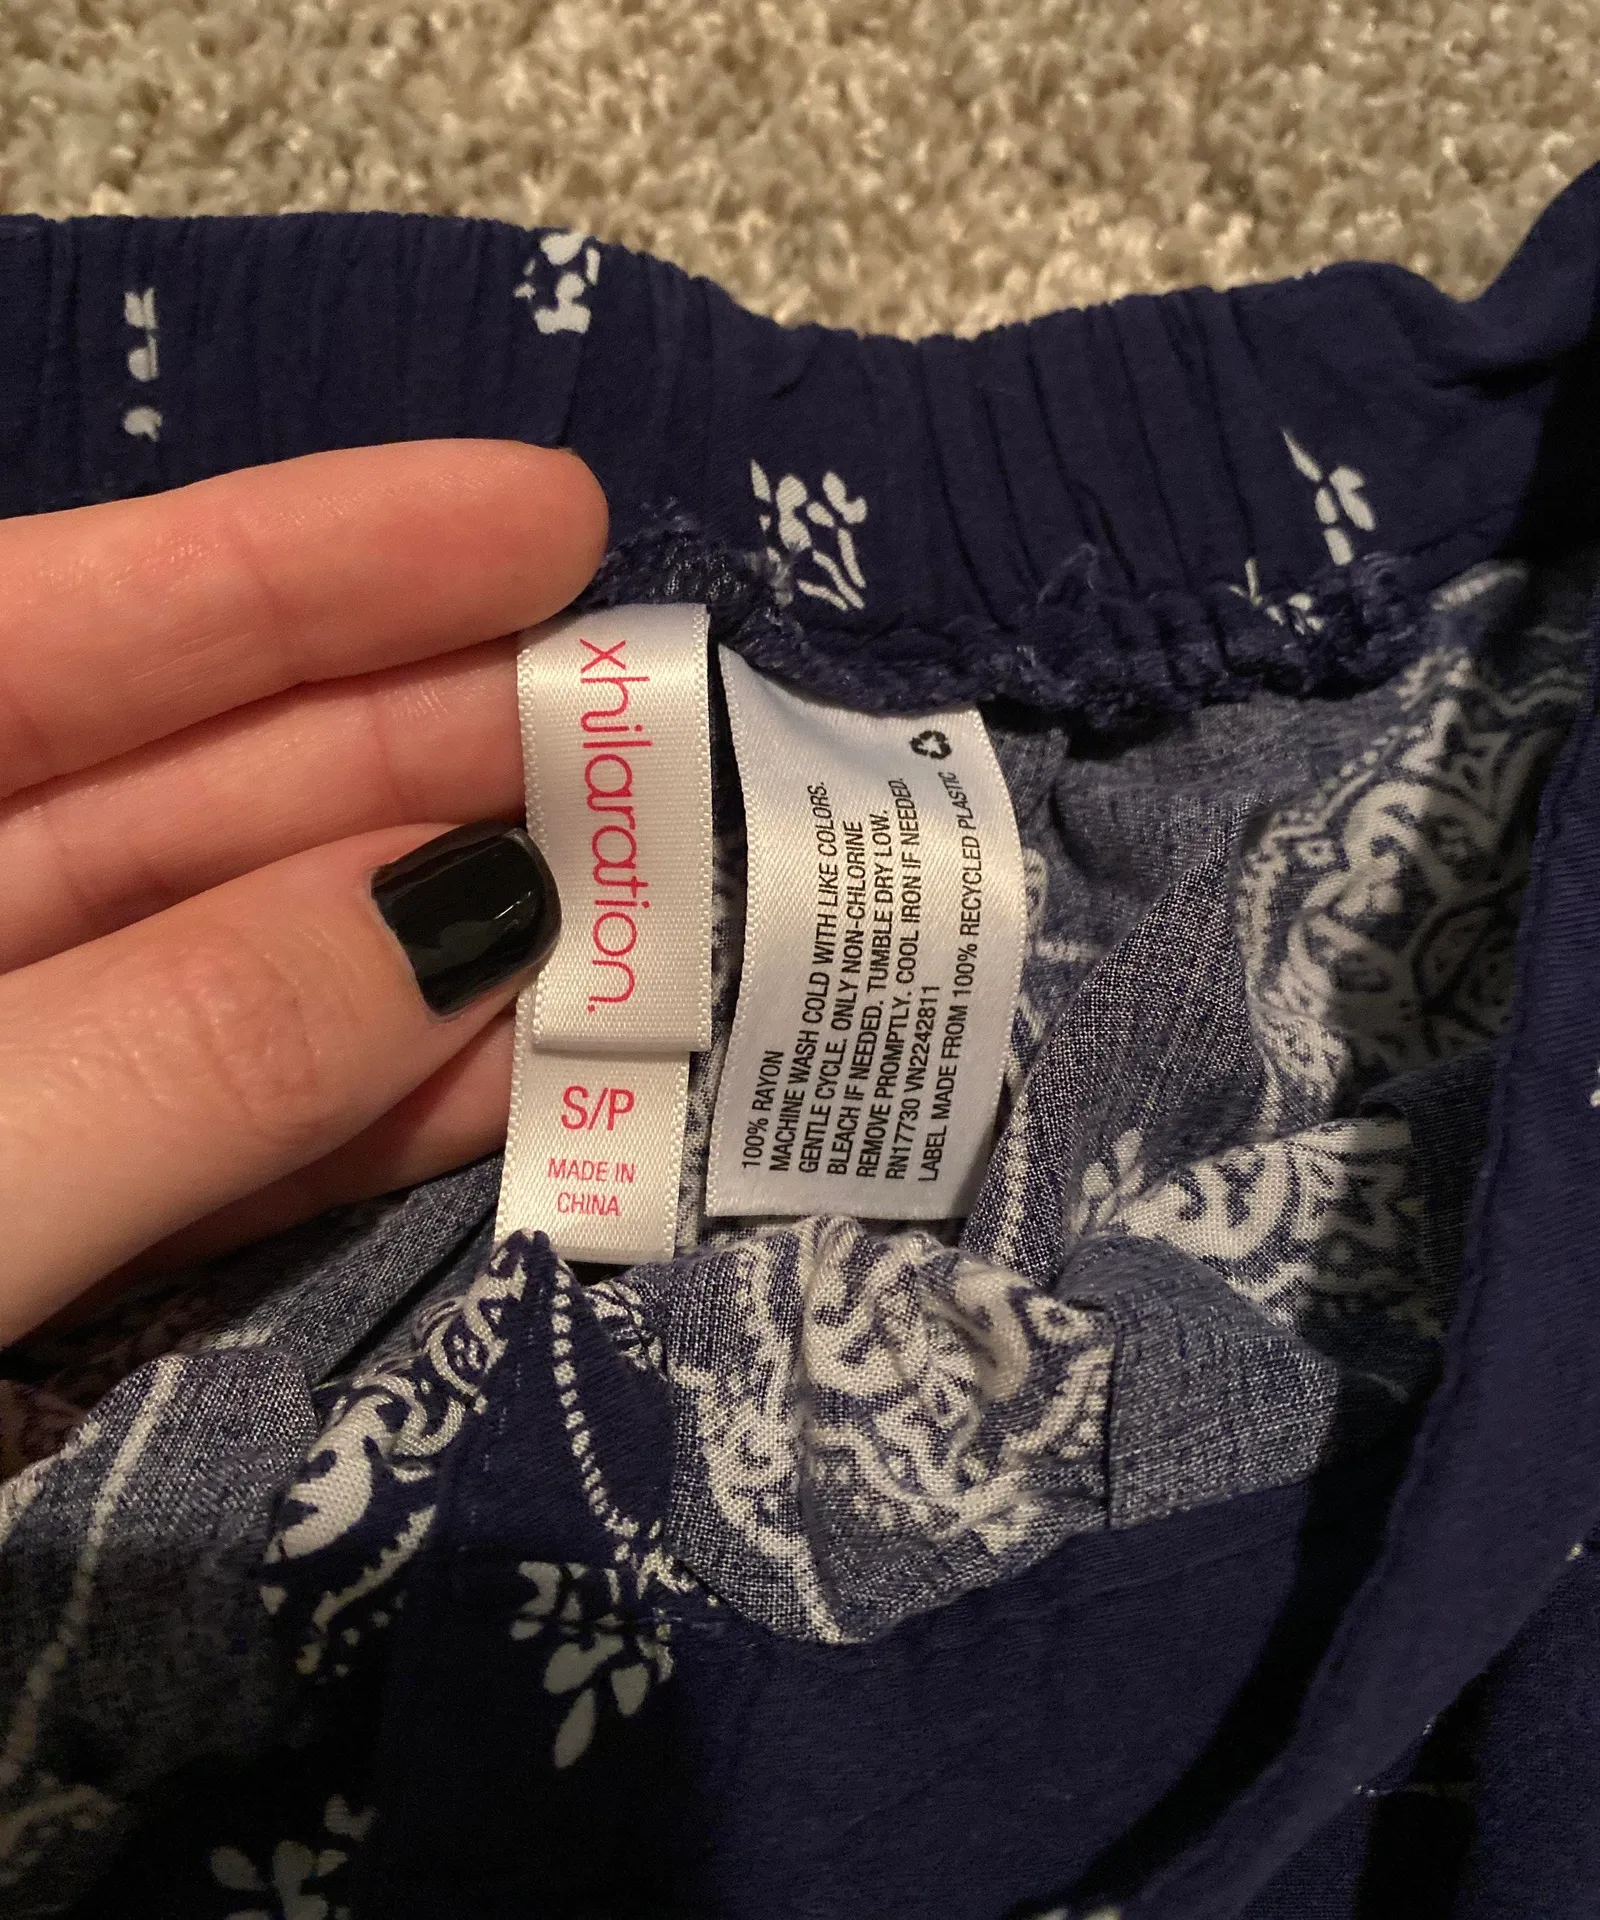 xhilaration.
S/P
MADE IN
CHINA
100% RAYON
MACHINE WASH COLD WITH LIKE COLORS.
GENTLE CYCLE. ONLY NON-CHLORINE
BLEACH IF NEEDED. TUMBLE DRY LOW.
REMOVE PROMPTLY. COOL IRON IF NEEDED.
RN17730 VN2242811
LABEL MADE FROM 100% RECYCLED PLASTIC